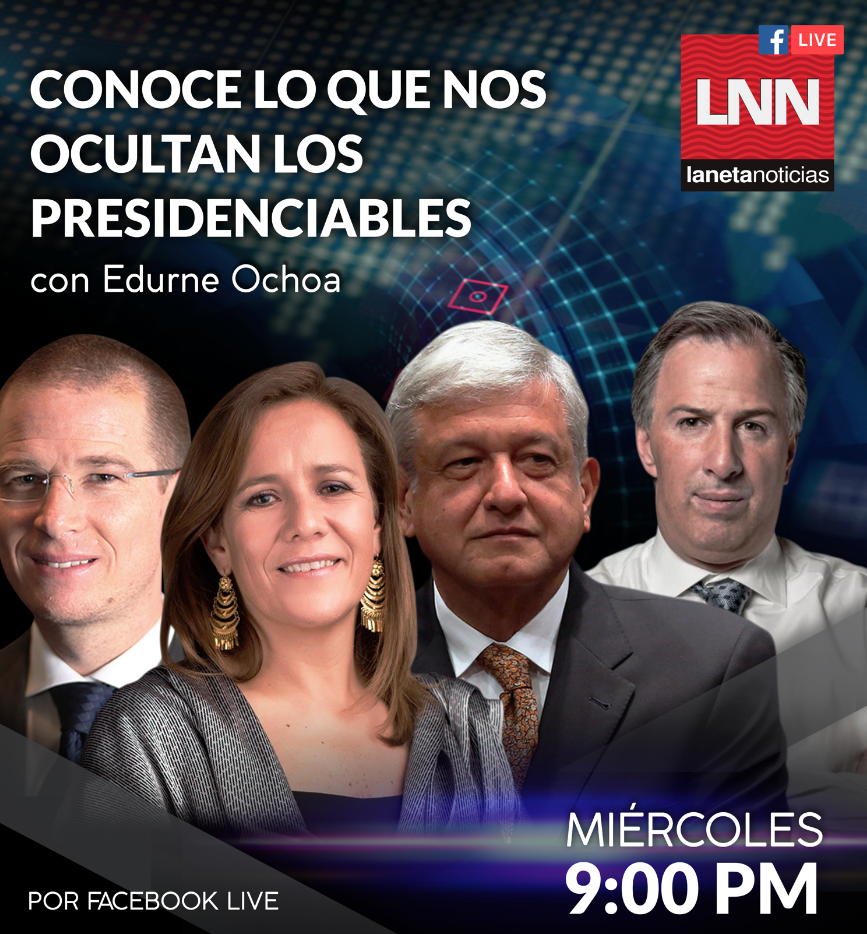 f LIVE
LNN
lanetanoticias
CONOCE LO QUE NOS
OCULTAN LOS
PRESIDENCIABLES
con Edurne Ochoa
MIÉRCOLES
9:00 PM
POR FACEBOOK LIVE